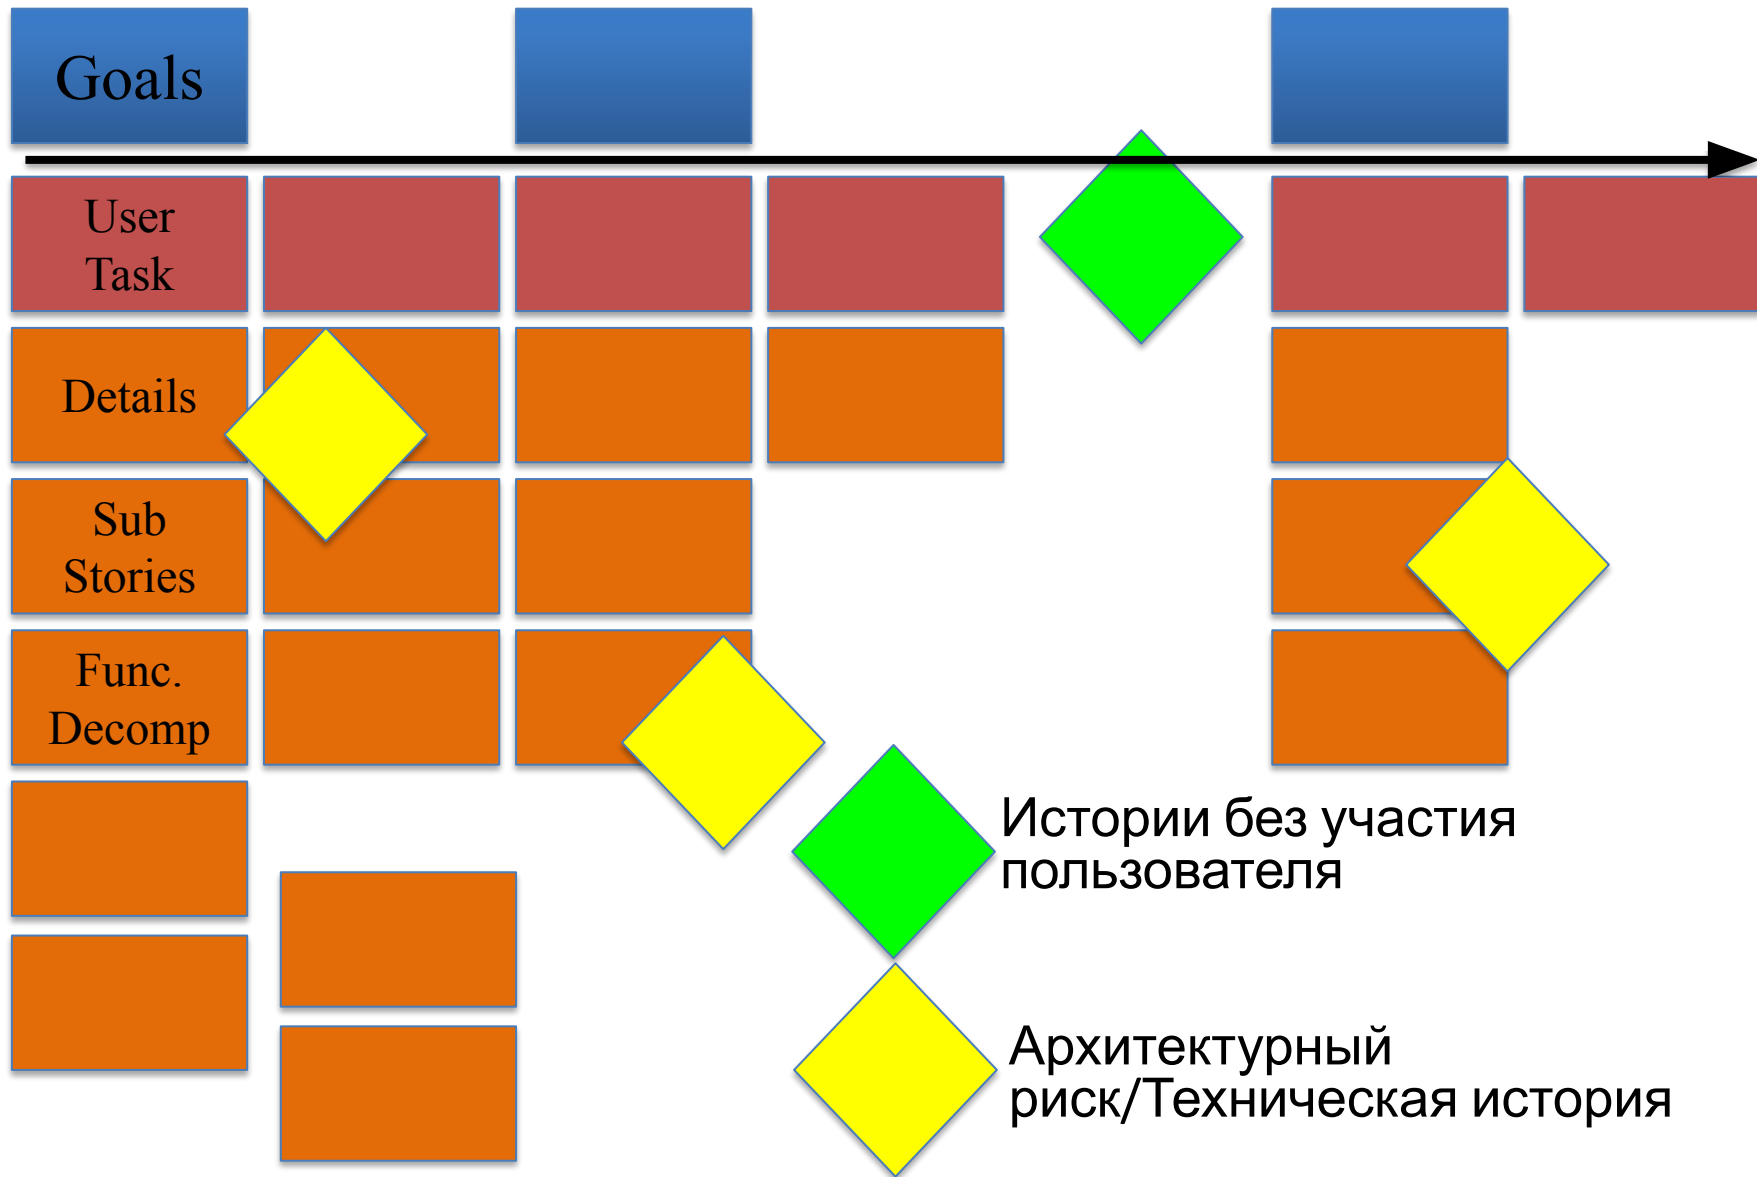 Goals
User
Task
Details
Sub
Stories
Func.
Decomp
Истории без участия
пользователя
Архитектурный
риск/Техническая история